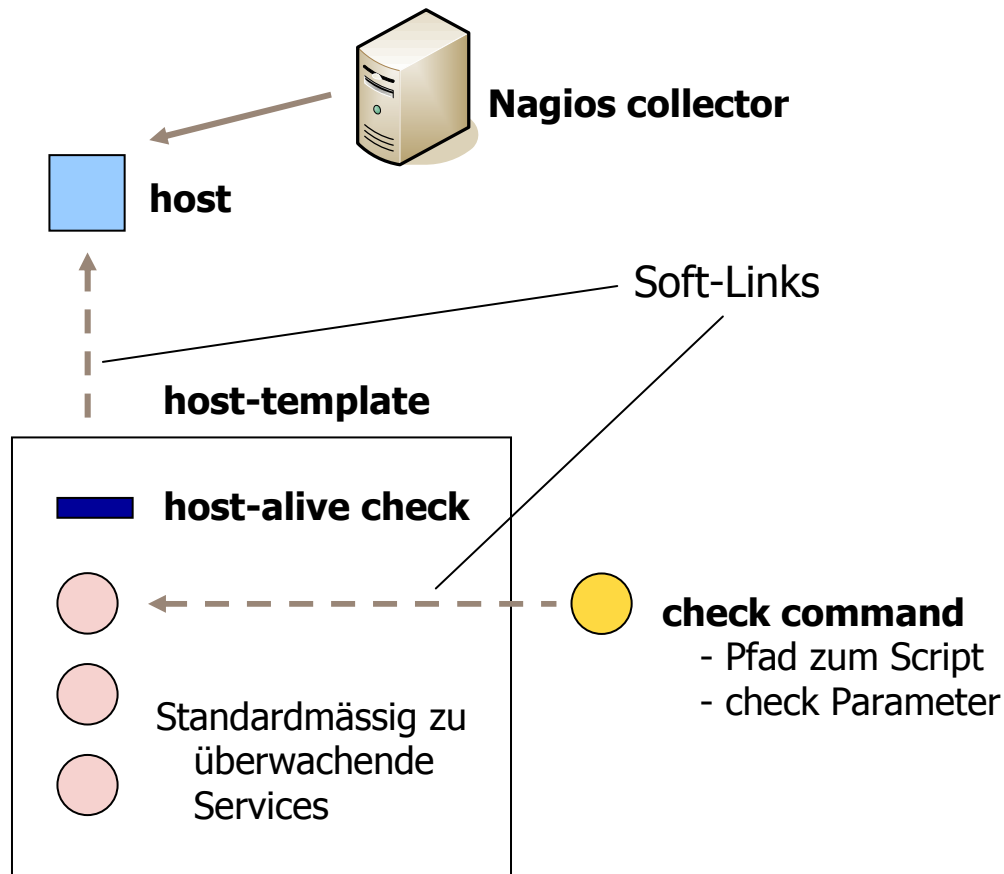 Nagios collector
host
Soft-Links
host-template
host-alive check
check command
- Pfad zum Script
- check Parameter
Standardmässig zu
überwachende
Services